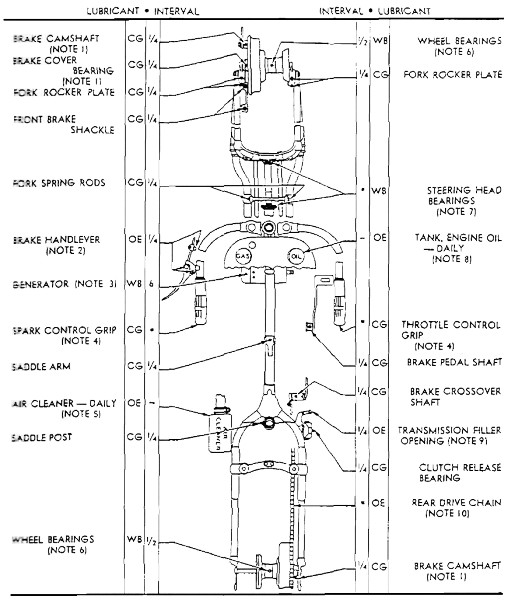 LUBRICANT • INTERVAL
INTERVAL • LUBRICANT
BRAKE CAMSHAFT CG 1/4
(NOTE 1)
BRAKE COVER CG 1/4
BEARING
(NOTE 1)
FORK ROCKER PLATE CG 1/4
FRONT BRAKE CG 1/4
SHACKLE
FORK SPRING RODS CG 1/4
BRAKE HANDLEVER OE 1/4
(NOTE 2)
GENERATOR (NOTE 3) WB 6
SPARK CONTROL GRIP CG *
(NOTE 4)
SADDLE ARM CG 1/4
AIR CLEANER — DAILY OE –
(NOTE 5)
SADDLE POST CG 1/4
WHEEL BEARINGS WB 1/2
(NOTE 6)
GAS
OIL
AIR CLEANER
1/2 WB WHEEL BEARINGS
(NOTE 6)
1/4 CG FORK ROCKER PLATE
* WB STEERING HEAD
BEARINGS
(NOTE 7)
– OE TANK, ENGINE OIL
— DAILY
(NOTE 8)
* CG THROTTLE CONTROL
GRIP
(NOTE 4)
1/4 CG BRAKE PEDAL SHAFT
1/4 CG BRAKE CROSSOVER
SHAFT
1/4 OE TRANSMISSION FILLER
OPENING (NOTE 9)
1/4 CG CLUTCH RELEASE
BEARING
* OE REAR DRIVE CHAIN
(NOTE 10)
1/4 CG BRAKE CAMSHAFT
(NOTE 1)